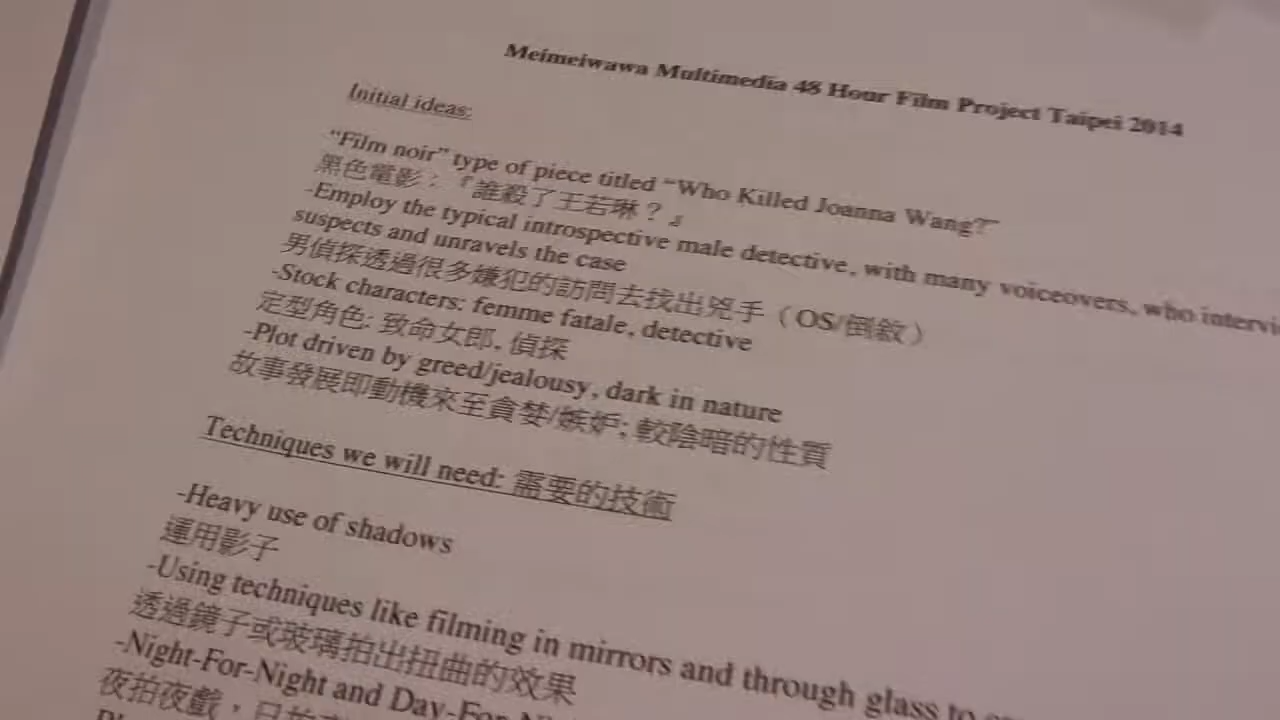 Meimeiwawa Multimedia 48 Hour Film Project Taipei 2014
Initial ideas:
“Film noir” type of piece titled “Who Killed Joanna Wang?”
黑色電影：『誰殺了王若琳？』
-Employ the typical introspective male detective, with many voiceovers, who
suspects and unravels the case
男偵探透過很多嫌犯的訪問去找出兇手（OS/倒敘）
-Stock characters: femme fatale, detective
定型角色: 致命女郎, 偵探
-Plot driven by greed/jealousy, dark in nature
故事發展即動機來至貪婪/嫉妒; 較陰暗的性質
Techniques we will need: 需要的技術
-Heavy use of shadows
運用影子
-Using techniques like filming in mirrors and through glass to
透過鏡子或玻璃拍出扭曲的效果
-Night-For-Night and Day-For
夜拍夜戲，日拍